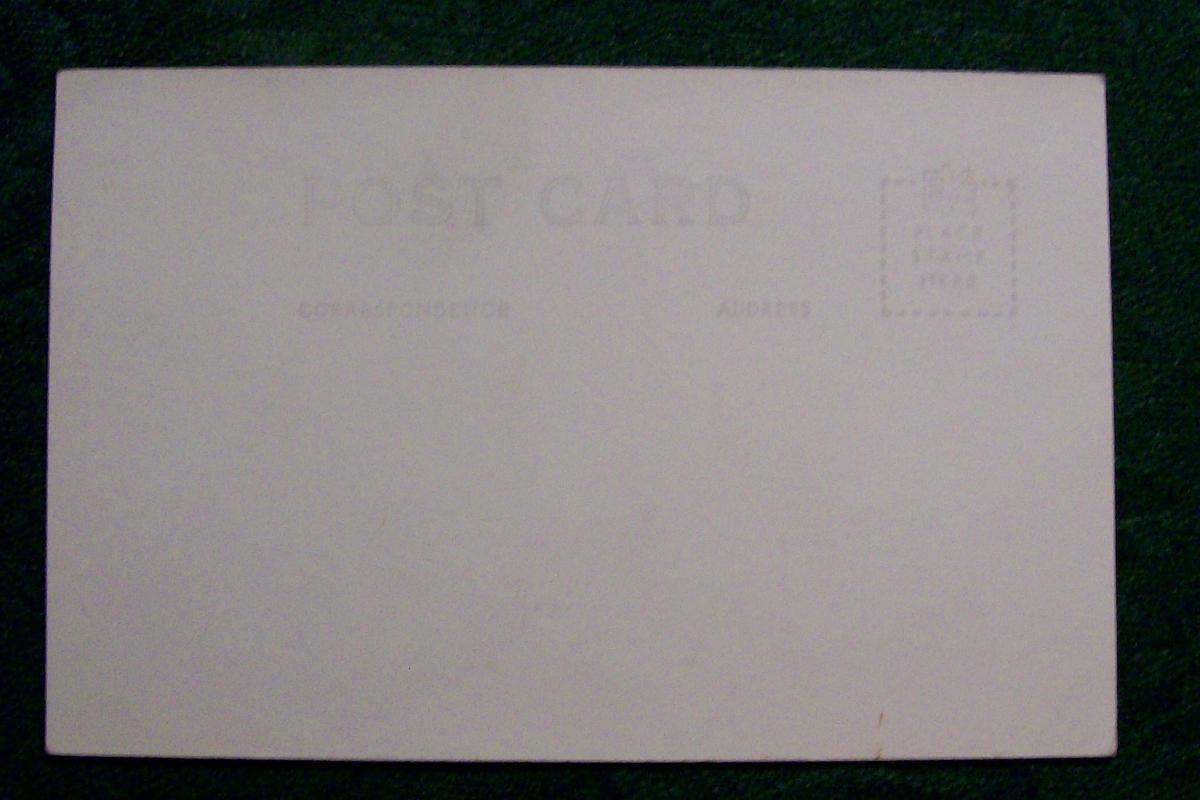 POST CARD
PLACE
STAMP
HERE
CORRESPONDENCE
ADDRESS